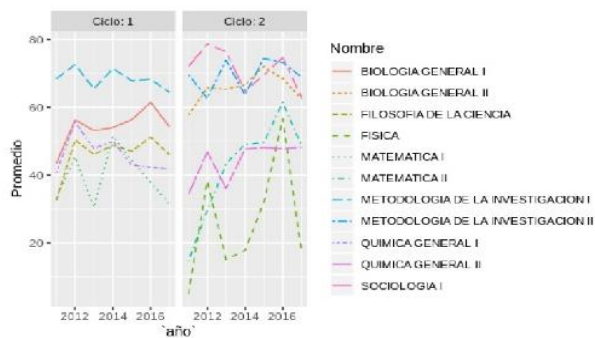 Ciclo: 1
Ciclo: 2
80
60
40
20
Promedio
2012
2014
2016
2012
2014
2016
`año`
Nombre
BIOLOGIA GENERAL I
BIOLOGIA GENERAL II
FILOSOFIA DE LA CIENCIA
FISICA
MATEMATICA I
MATEMATICA II
METODOLOGIA DE LA INVESTIGACION I
METODOLOGIA DE LA INVESTIGACION II
QUIMICA GENERAL I
QUIMICA GENERAL II
SOCIOLOGIA I